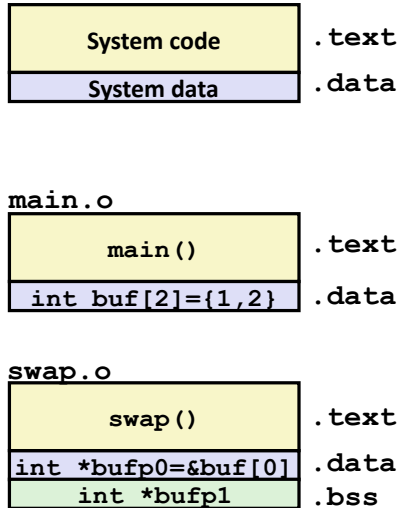 System code .text
System data .data
main.o
main() .text
int buf[2]={1,2} .data
swap.o
swap() .text
int *bufp0=&buf[0] .data
int *bufp1 .bss